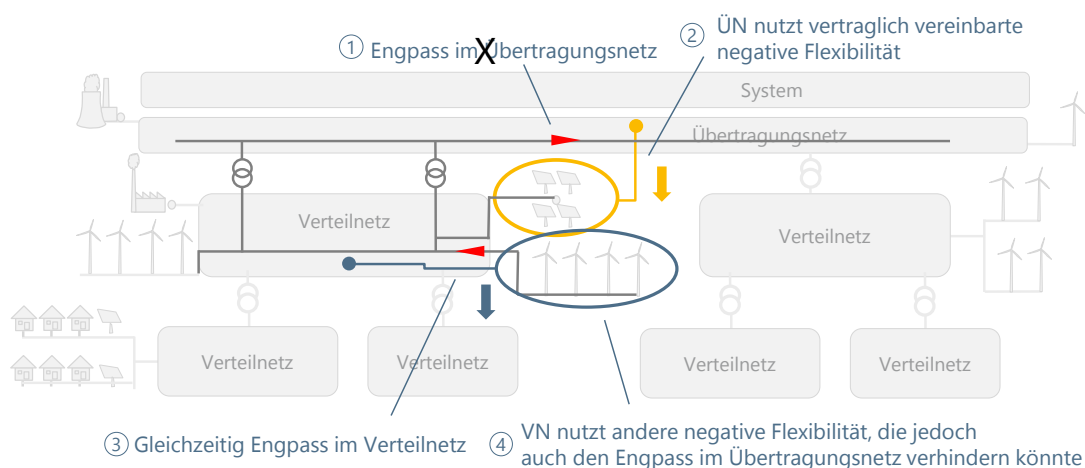 ① Engpass im Übertragungsnetz
X
② ÜN nutzt vertraglich vereinbarte
negative Flexibilität
System
Übertragungsnetz
Verteilnetz
Verteilnetz
Verteilnetz
Verteilnetz
Verteilnetz
Verteilnetz
③ Gleichzeitig Engpass im Verteilnetz
④ VN nutzt andere negative Flexibilität, die jedoch
auch den Engpass im Übertragungsnetz verhindern könnte